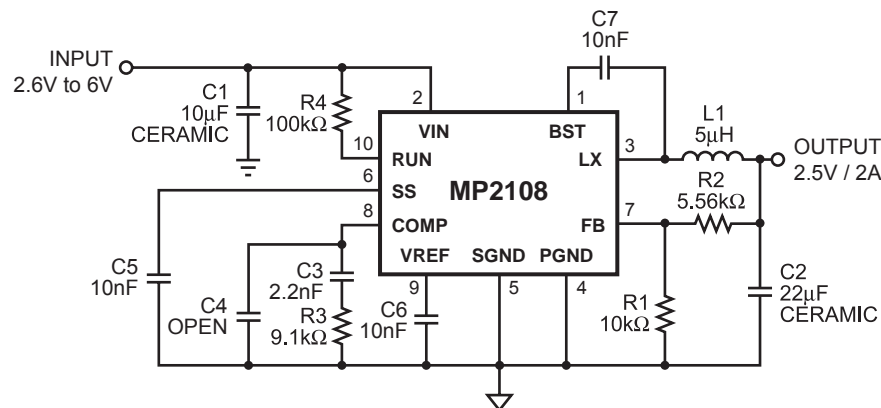 C7
10nF
INPUT
2.6V to 6V
C1
10µF
CERAMIC
R4
100kΩ
2
1
VIN
BST
L1
5µH
10
RUN
LX
3
OUTPUT
2.5V / 2A
6
SS
MP2108
R2
5.56kΩ
8
COMP
FB
7
VREF
SGND
PGND
C5
10nF
C4
OPEN
C3
2.2nF
R3
9.1kΩ
9
C6
10nF
5
4
R1
10kΩ
C2
22µF
CERAMIC